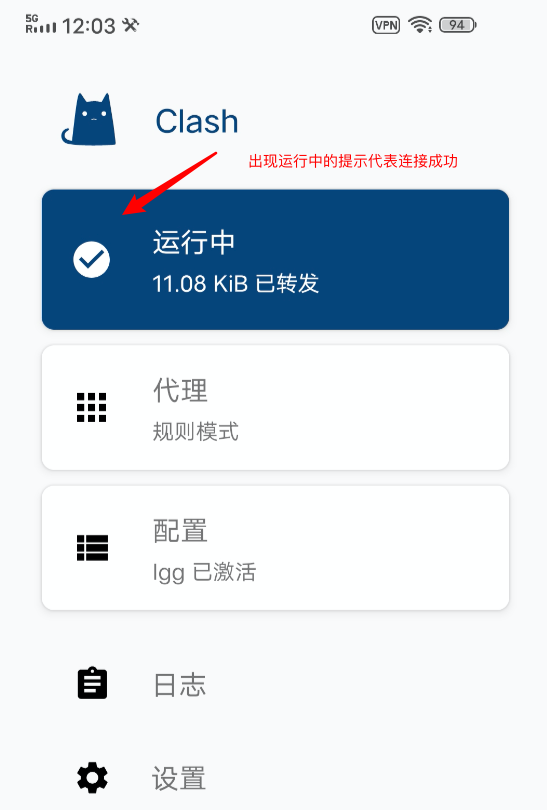 5G
R 12:03 VPN 94
Clash
出现运行中的提示代表连接成功
运行中
11.08 KiB 已转发
代理
规则模式
配置
lgg 已激活
日志
设置